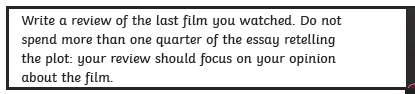 Write a review of the last film you watched. Do not
spend more than one quarter of the essay retelling
the plot: your review should focus on your opinion
about the film.